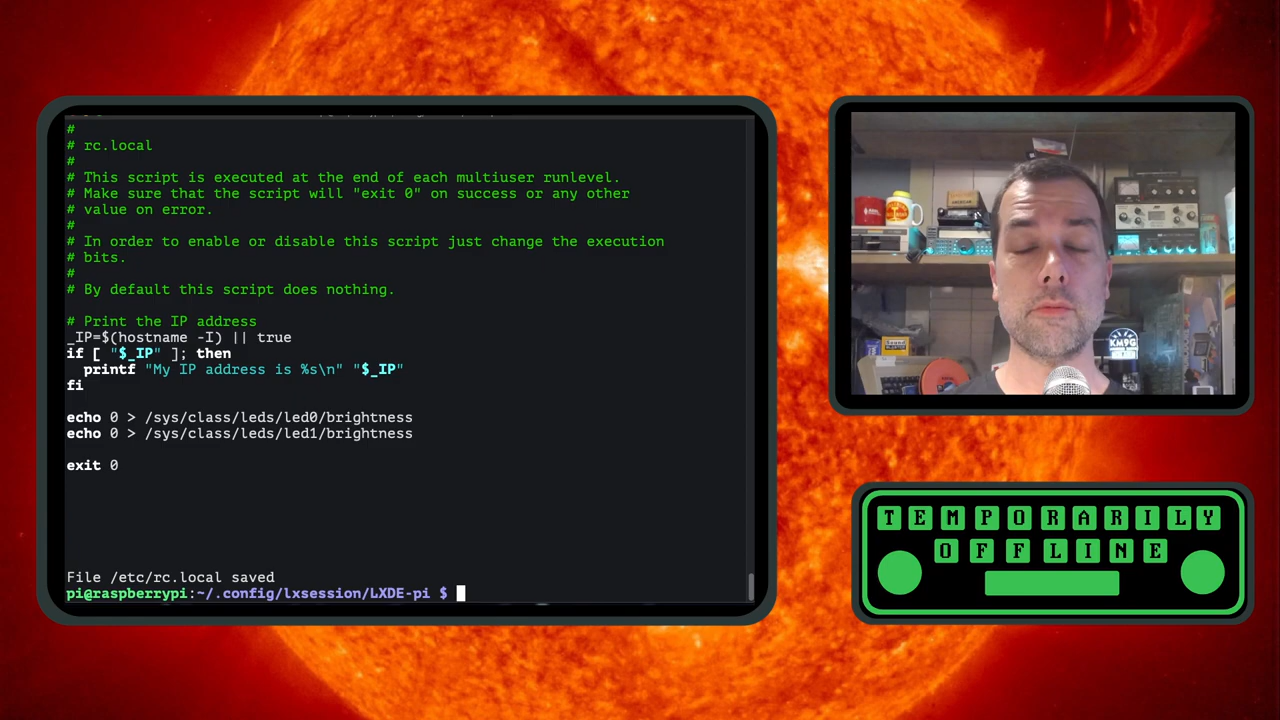 #
# rc.local
#
# This script is executed at the end of each multiuser runlevel.
# Make sure that the script will "exit 0" on success or any other
# value on error.
#
# In order to enable or disable this script just change the execution
# bits.
#
# By default this script does nothing.
# Print the IP address
_IP=$(hostname -I) || true
if [ "$_IP" ]; then
printf "My IP address is %s\n" "$_IP"
fi
echo 0 > /sys/class/leds/led0/brightness
echo 0 > /sys/class/leds/led1/brightness
exit 0
File /etc/rc.local saved
pi@raspberrypi:~/.config/lxsession/LXDE-pi $
KM9G
TEMPORARILY
OFFLINE